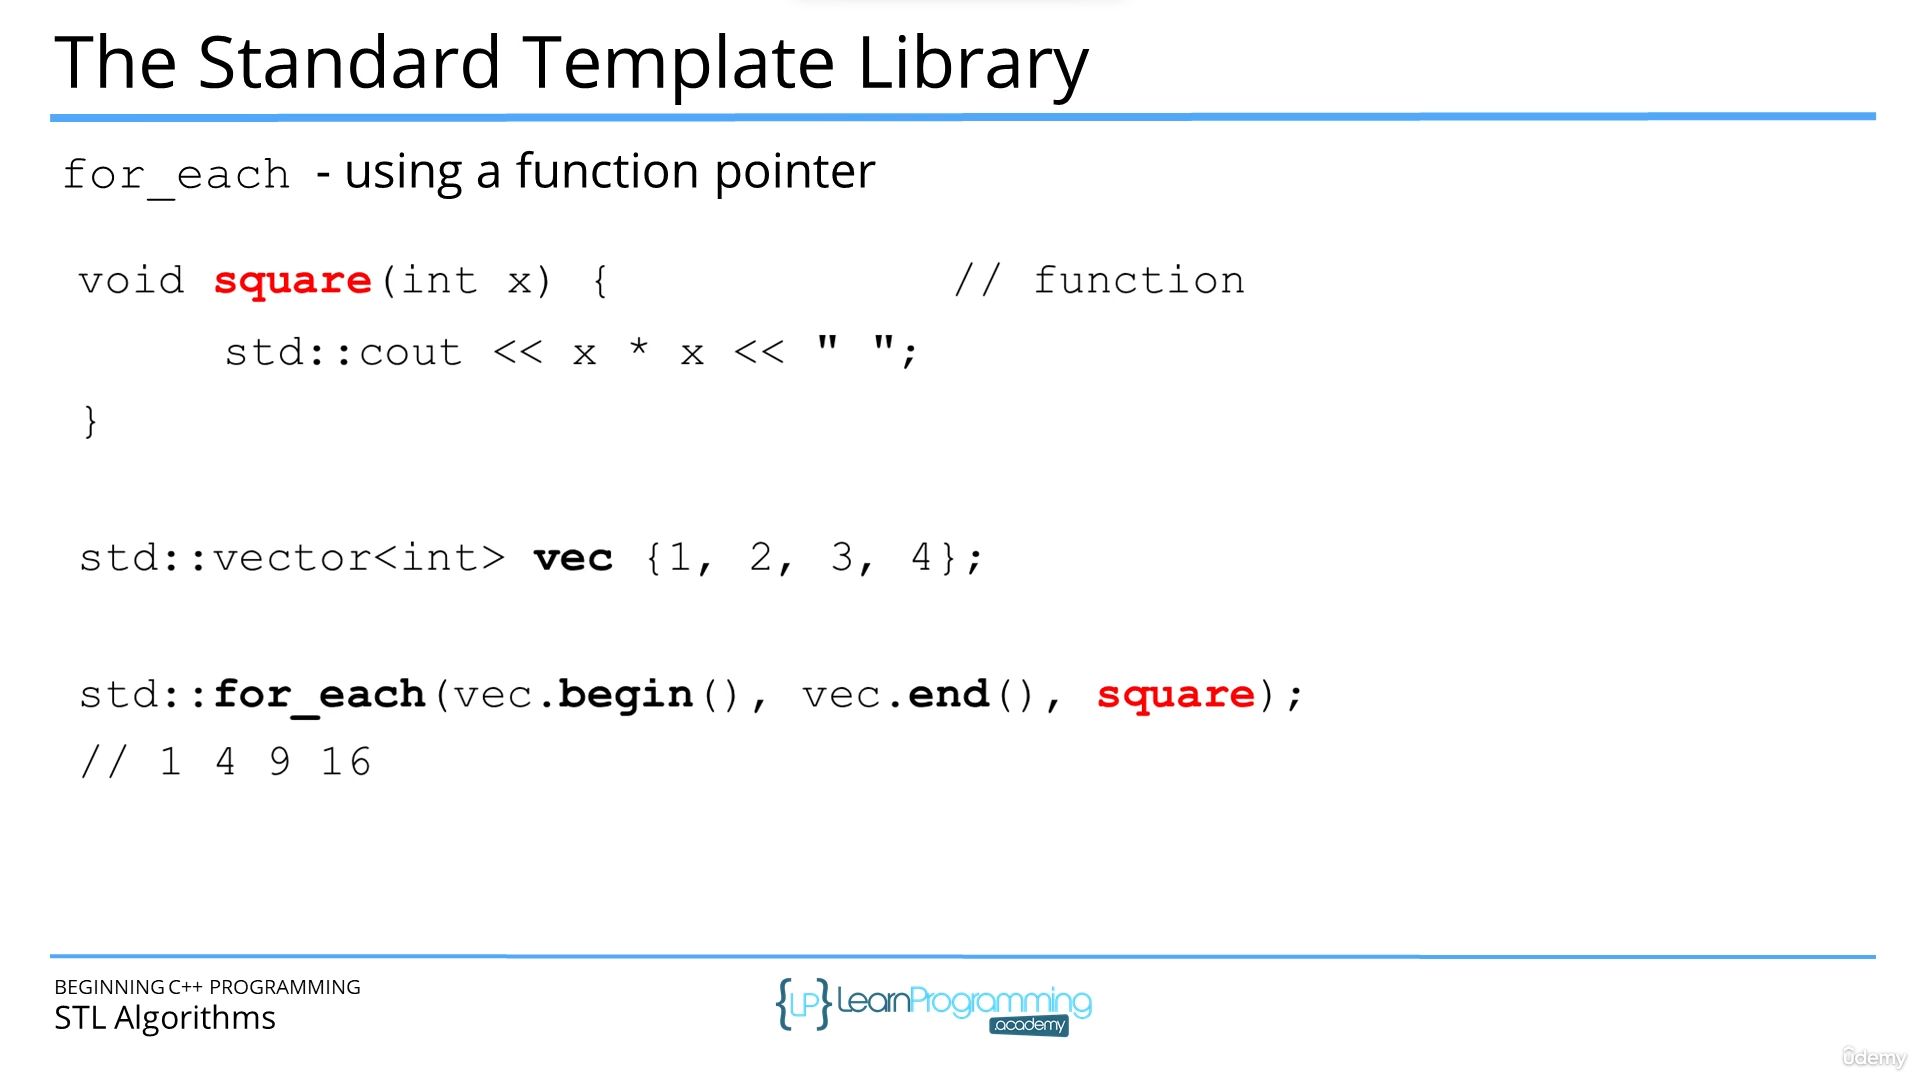 The Standard Template Library
for_each - using a function pointer
void square(int x) { // function
std::cout << x * x << " ";
}
std::vector<int> vec {1, 2, 3, 4};
std::for_each(vec.begin(), vec.end(), square);
// 1 4 9 16
BEGINNING C++ PROGRAMMING
STL Algorithms
{LP} LearnProgramming
.academy
ûdemy